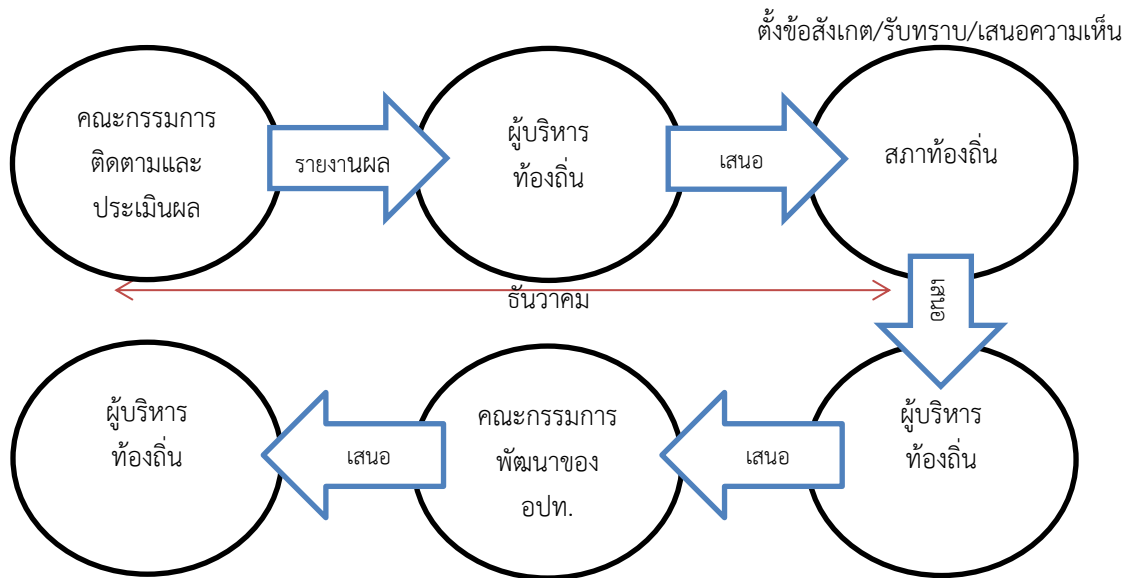 ตั้งข้อสังเกต/รับทราบ/เสนอความเห็น
คณะกรรมการ
ติดตามและ
ประเมินผล
รายงานผล
ผู้บริหาร
ท้องถิ่น
เสนอ
สภาท้องถิ่น
ธันวาคม
เสนอ
ผู้บริหาร
ท้องถิ่น
เสนอ
คณะกรรมการ
พัฒนาของ
อปท.
เสนอ
ผู้บริหาร
ท้องถิ่น